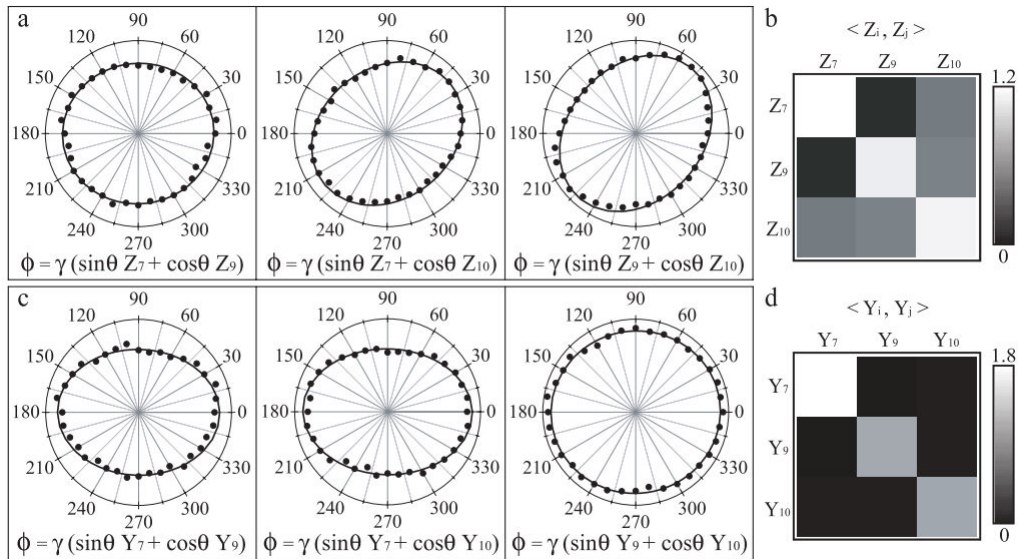 a
90 90 90
120 60 120 60 120 60
150 30 150 30 150 30
180 0 180 0 180 0
210 330 210 330 210 330
240 300 240 300 240 300
270 270 270
ϕ = γ (sinθ Z₇ + cosθ Z₉) ϕ = γ (sinθ Z₇ + cosθ Z₁₀) ϕ = γ (sinθ Z₉ + cosθ Z₁₀)
b
< Zᵢ , Zⱼ >
Z₇ Z₉ Z₁₀
1.2
Z₇
Z₉
Z₁₀
0
c
90 90 90
120 60 120 60 120 60
150 30 150 30 150 30
180 0 180 0 180 0
210 330 210 330 210 330
240 300 240 300 240 300
270 270 270
ϕ = γ (sinθ Y₇ + cosθ Y₉) ϕ = γ (sinθ Y₇ + cosθ Y₁₀) ϕ = γ (sinθ Y₉ + cosθ Y₁₀)
d
< Yᵢ , Yⱼ >
Y₇ Y₉ Y₁₀
1.8
Y₇
Y₉
Y₁₀
0